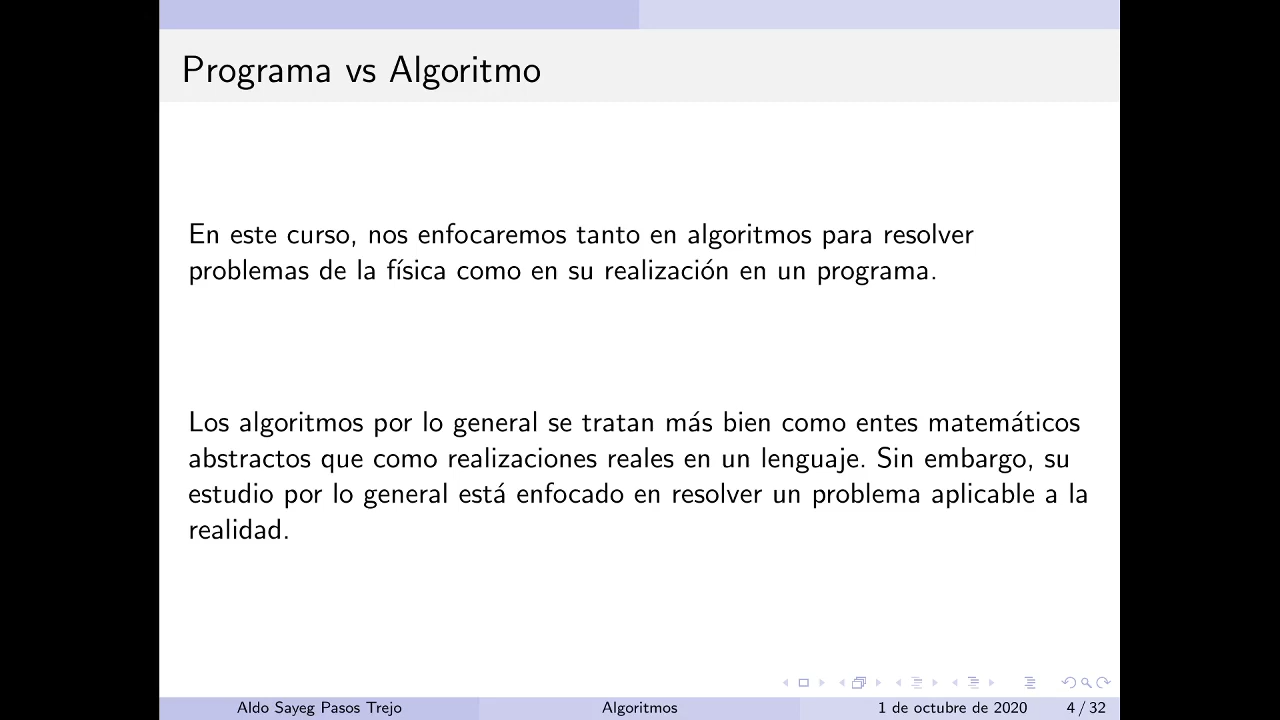 Programa vs Algoritmo
En este curso, nos enfocaremos tanto en algoritmos para resolver
problemas de la física como en su realización en un programa.
Los algoritmos por lo general se tratan más bien como entes matemáticos
abstractos que como realizaciones reales en un lenguaje. Sin embargo, su
estudio por lo general está enfocado en resolver un problema aplicable a la
realidad.
Aldo Sayeg Pasos Trejo Algoritmos 1 de octubre de 2020 4 / 32